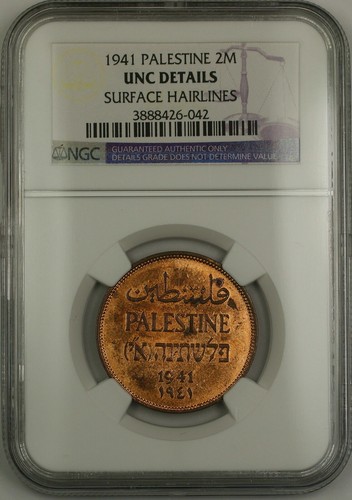 1941 PALESTINE 2M
UNC DETAILS
SURFACE HAIRLINES
3888426-042
NGC
GUARANTEED AUTHENTIC ONLY
DETAILS GRADE DOES NOT DETERMINE VALUE
فلسطين
PALESTINE
פלשתינה (א״י)
1941
١٩٤١